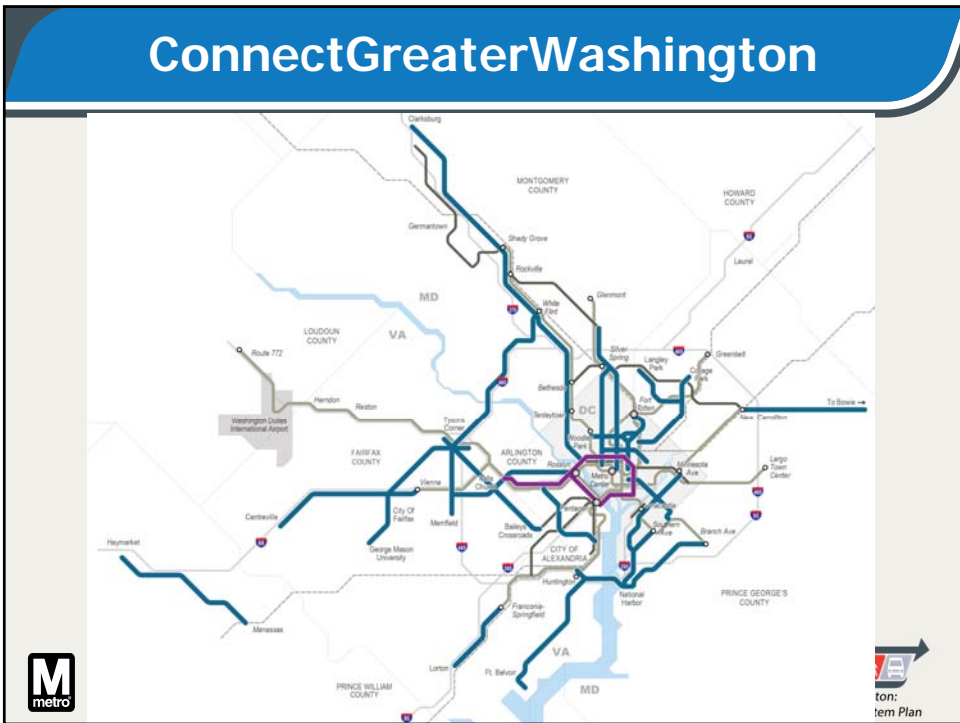 ConnectGreaterWashington
Clarksburg
MONTGOMERY
COUNTY
HOWARD
COUNTY
Germantown
Shady Grove
Rockville
Laurel
MD
White
Flint
Glenmont
LOUDOUN
COUNTY
VA
Route 772
Silver
Spring
Langley
Park
Greenbelt
College
Park
Herndon
Reston
Bethesda
Fort
Totten
To Bowie →
Tysons
Corner
Tenleytown
DC
New Carrollton
Washington Dulles
International Airport
Woodley
Park
FAIRFAX
COUNTY
ARLINGTON
COUNTY
Rosslyn
Metro
Center
Minnesota
Ave
Largo
Town
Center
Vienna
Falls
Church
Pentagon
Centreville
City Of
Fairfax
Merrifield
Baileys
Crossroads
Southern
Ave
Branch Ave
Haymarket
George Mason
University
CITY OF
ALEXANDRIA
Huntington
National
Harbor
PRINCE GEORGE'S
COUNTY
Franconia-
Springfield
Manassas
Lorton
Ft. Belvoir
VA
MD
PRINCE WILLIAM
COUNTY
M
metro
ton:
tem Plan